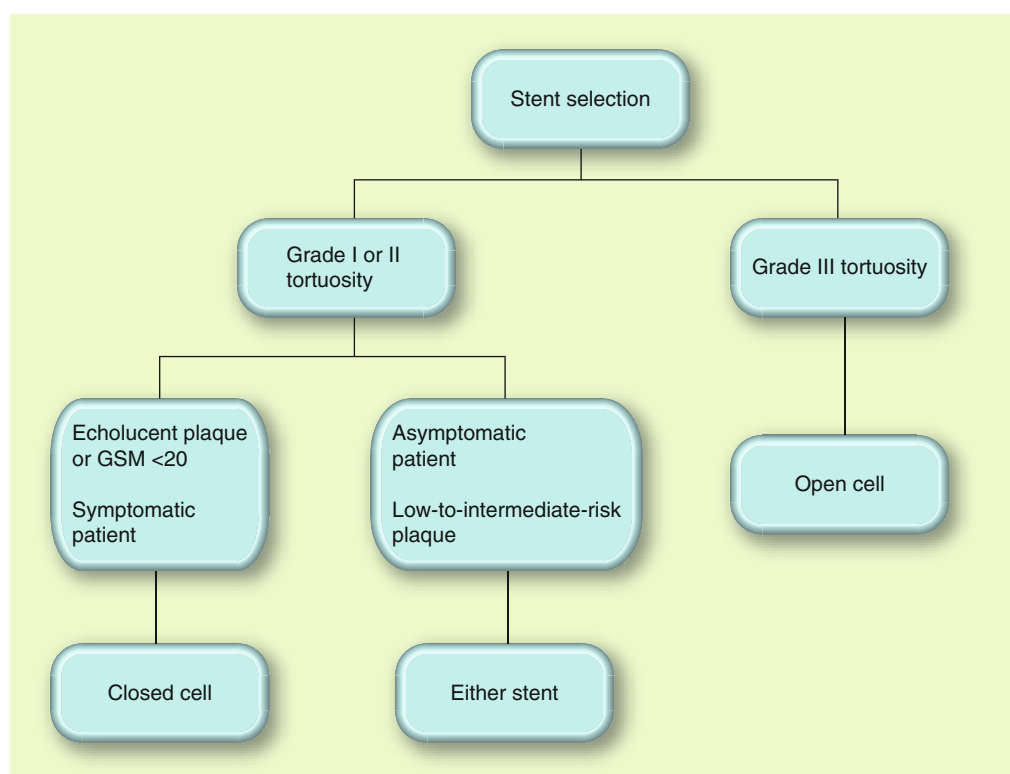 Stent selection
Grade I or II
tortuosity
Grade III tortuosity
Echolucent plaque
or GSM <20
Symptomatic
patient
Asymptomatic
patient
Low-to-intermediate-risk
plaque
Open cell
Closed cell
Either stent